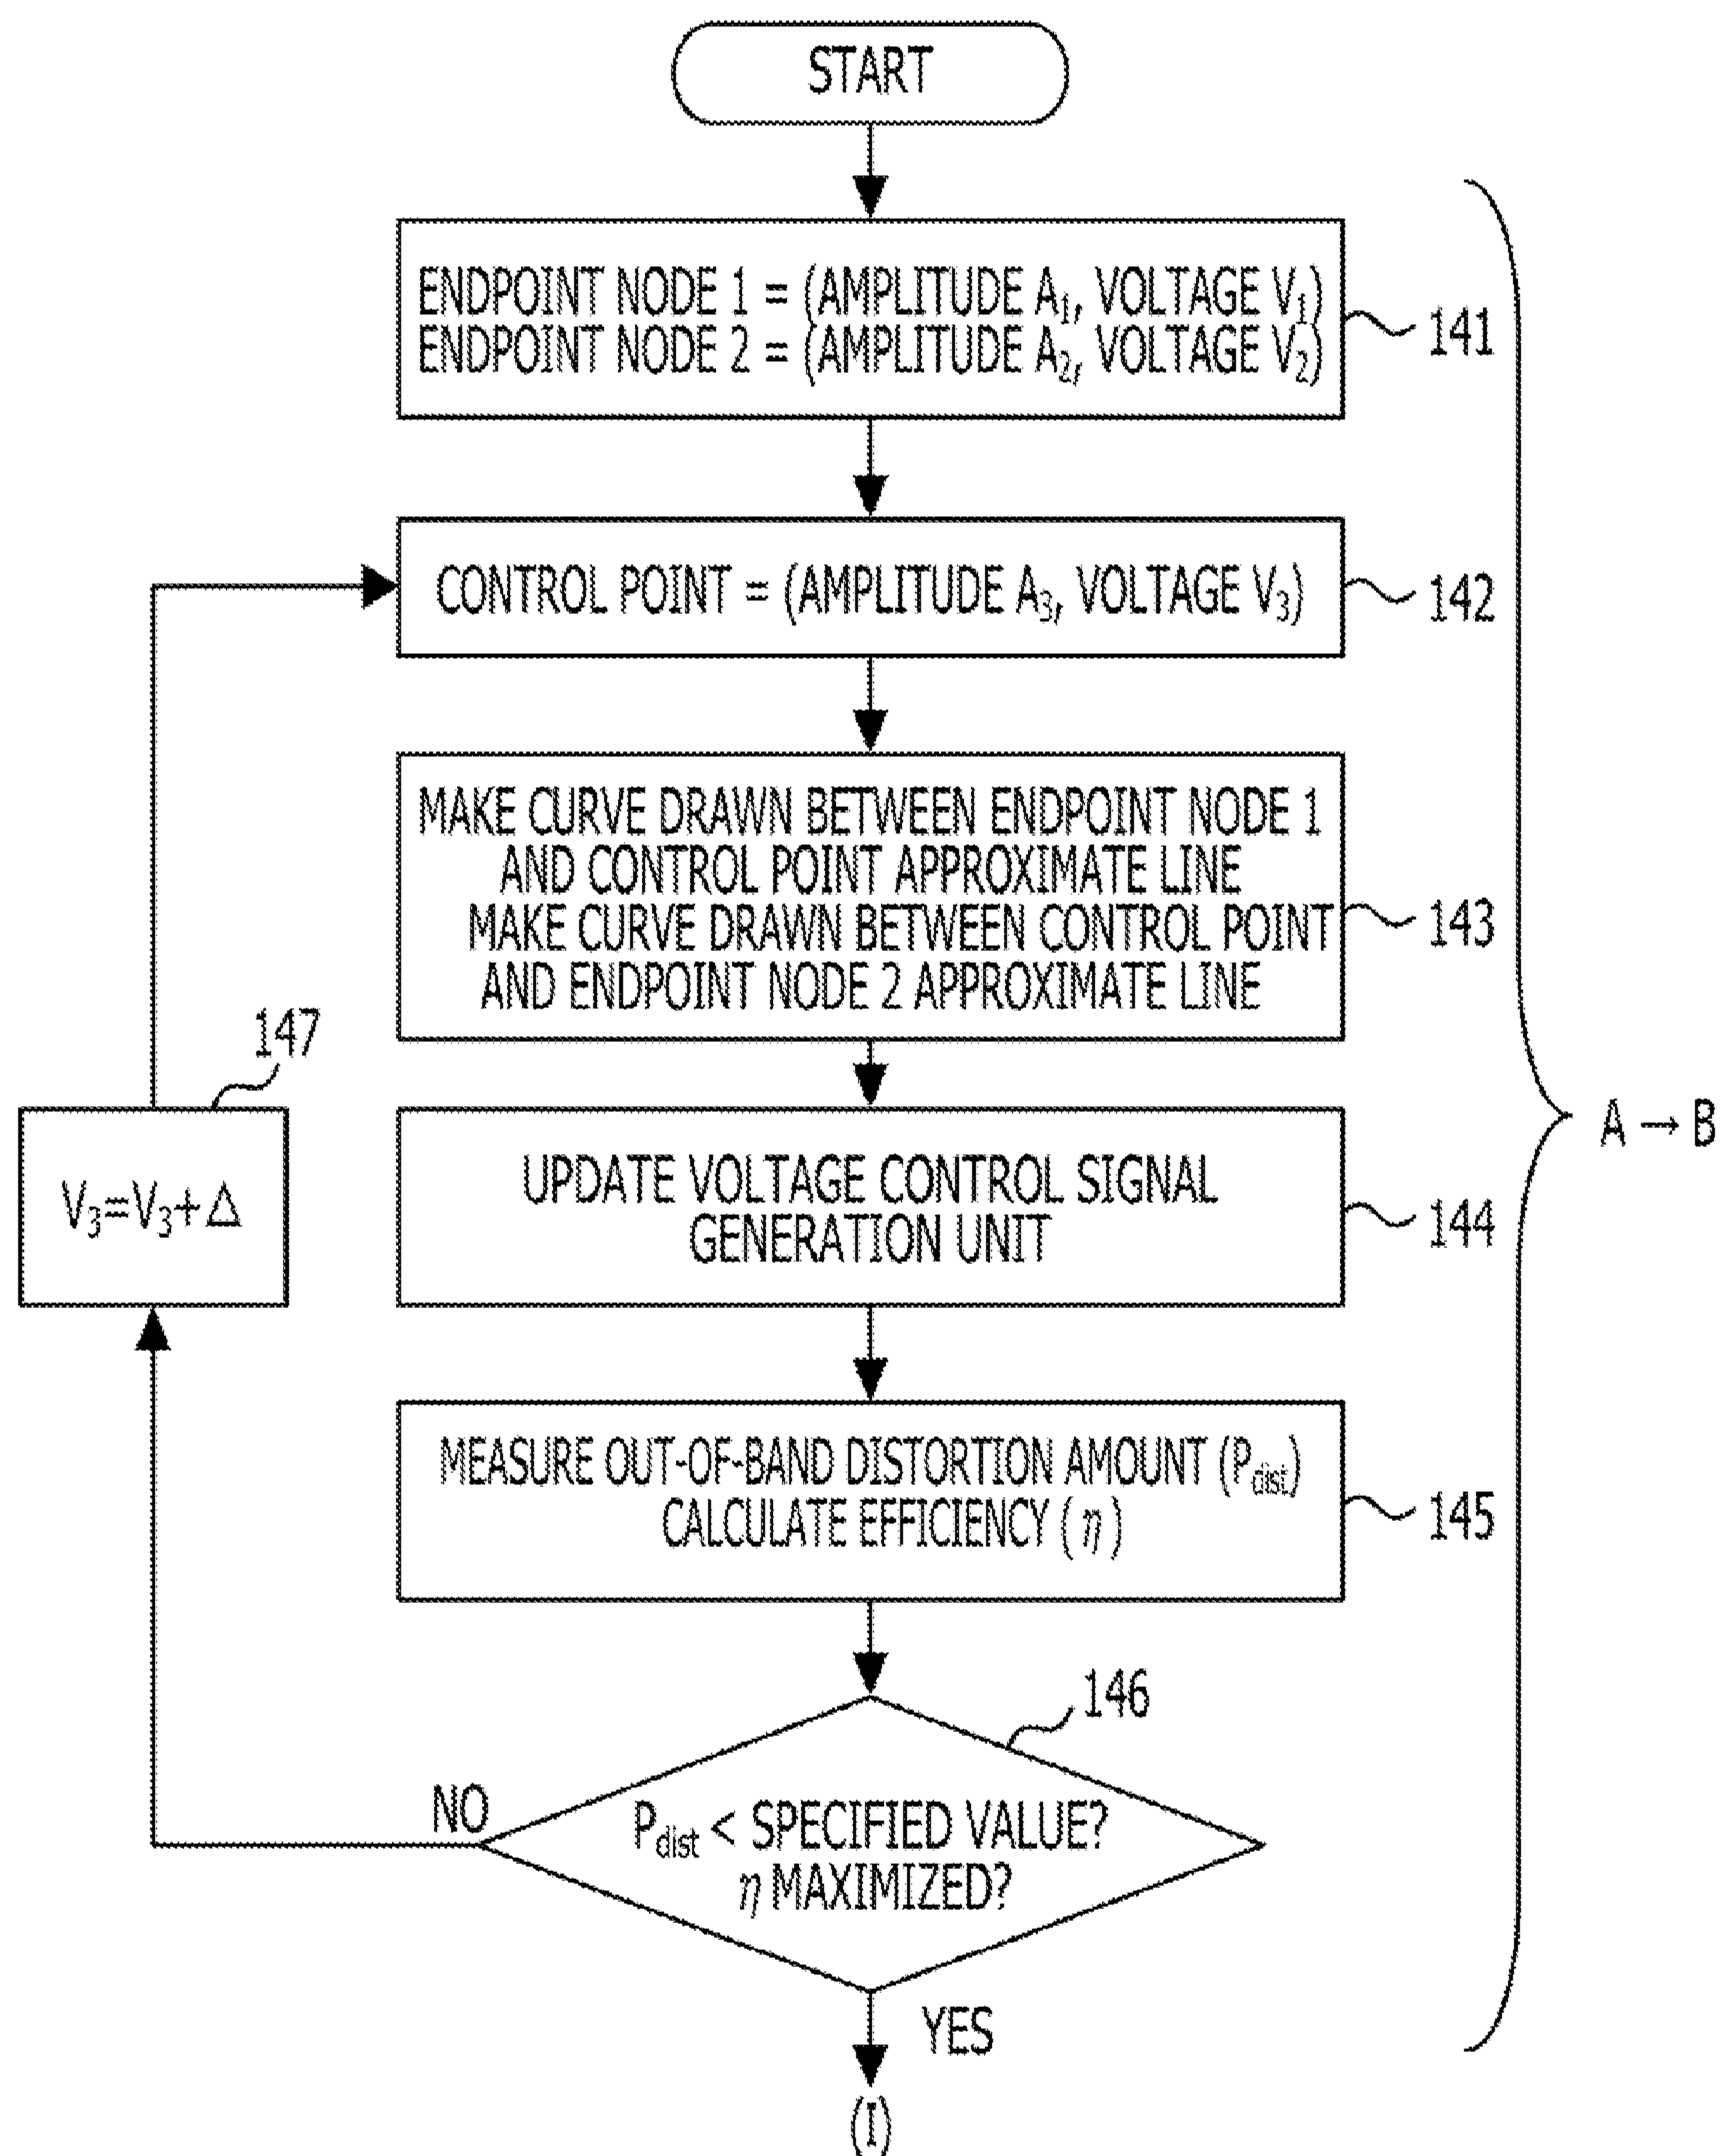 START
ENDPOINT NODE 1 = (AMPLITUDE A₁, VOLTAGE V₁)
ENDPOINT NODE 2 = (AMPLITUDE A₂, VOLTAGE V₂)
141
CONTROL POINT = (AMPLITUDE A₃, VOLTAGE V₃)
142
MAKE CURVE DRAWN BETWEEN ENDPOINT NODE 1
AND CONTROL POINT APPROXIMATE LINE
MAKE CURVE DRAWN BETWEEN CONTROL POINT
AND ENDPOINT NODE 2 APPROXIMATE LINE
143
147
V₃=V₃+Δ
A → B
UPDATE VOLTAGE CONTROL SIGNAL
GENERATION UNIT
144
MEASURE OUT-OF-BAND DISTORTION AMOUNT (Pdist)
CALCULATE EFFICIENCY (η)
145
146
NO
Pdist < SPECIFIED VALUE?
η MAXIMIZED?
YES
(I)